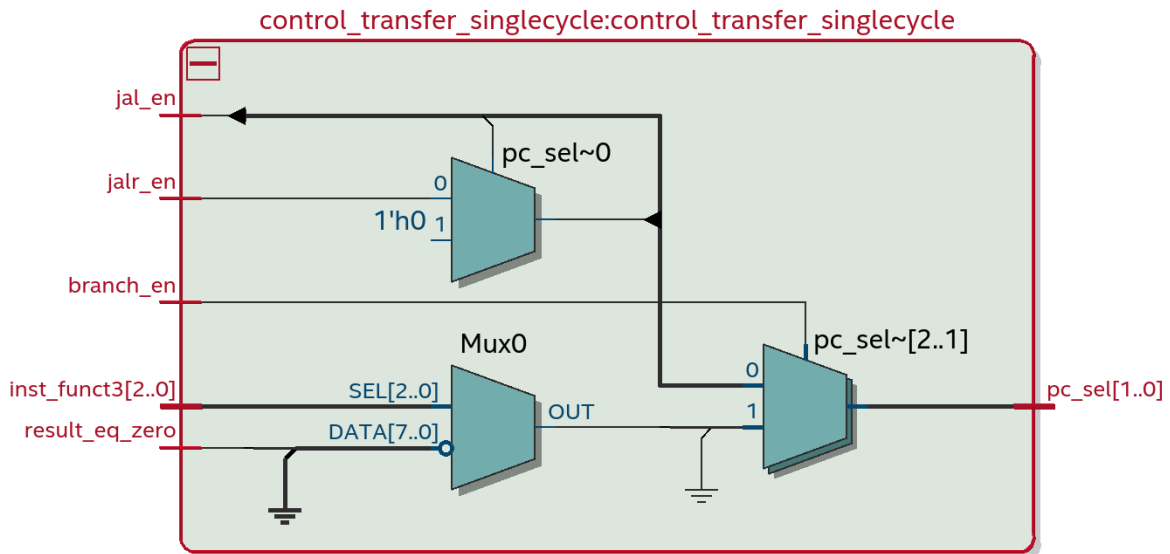 control_transfer_singlecycle:control_transfer_singlecycle
jal_en
pc_sel~0
jalr_en
0
1'h0 1
branch_en
Mux0
pc_sel~[2..1]
0
inst_funct3[2..0]
SEL[2..0]
pc_sel[1..0]
OUT
1
result_eq_zero
DATA[7..0]